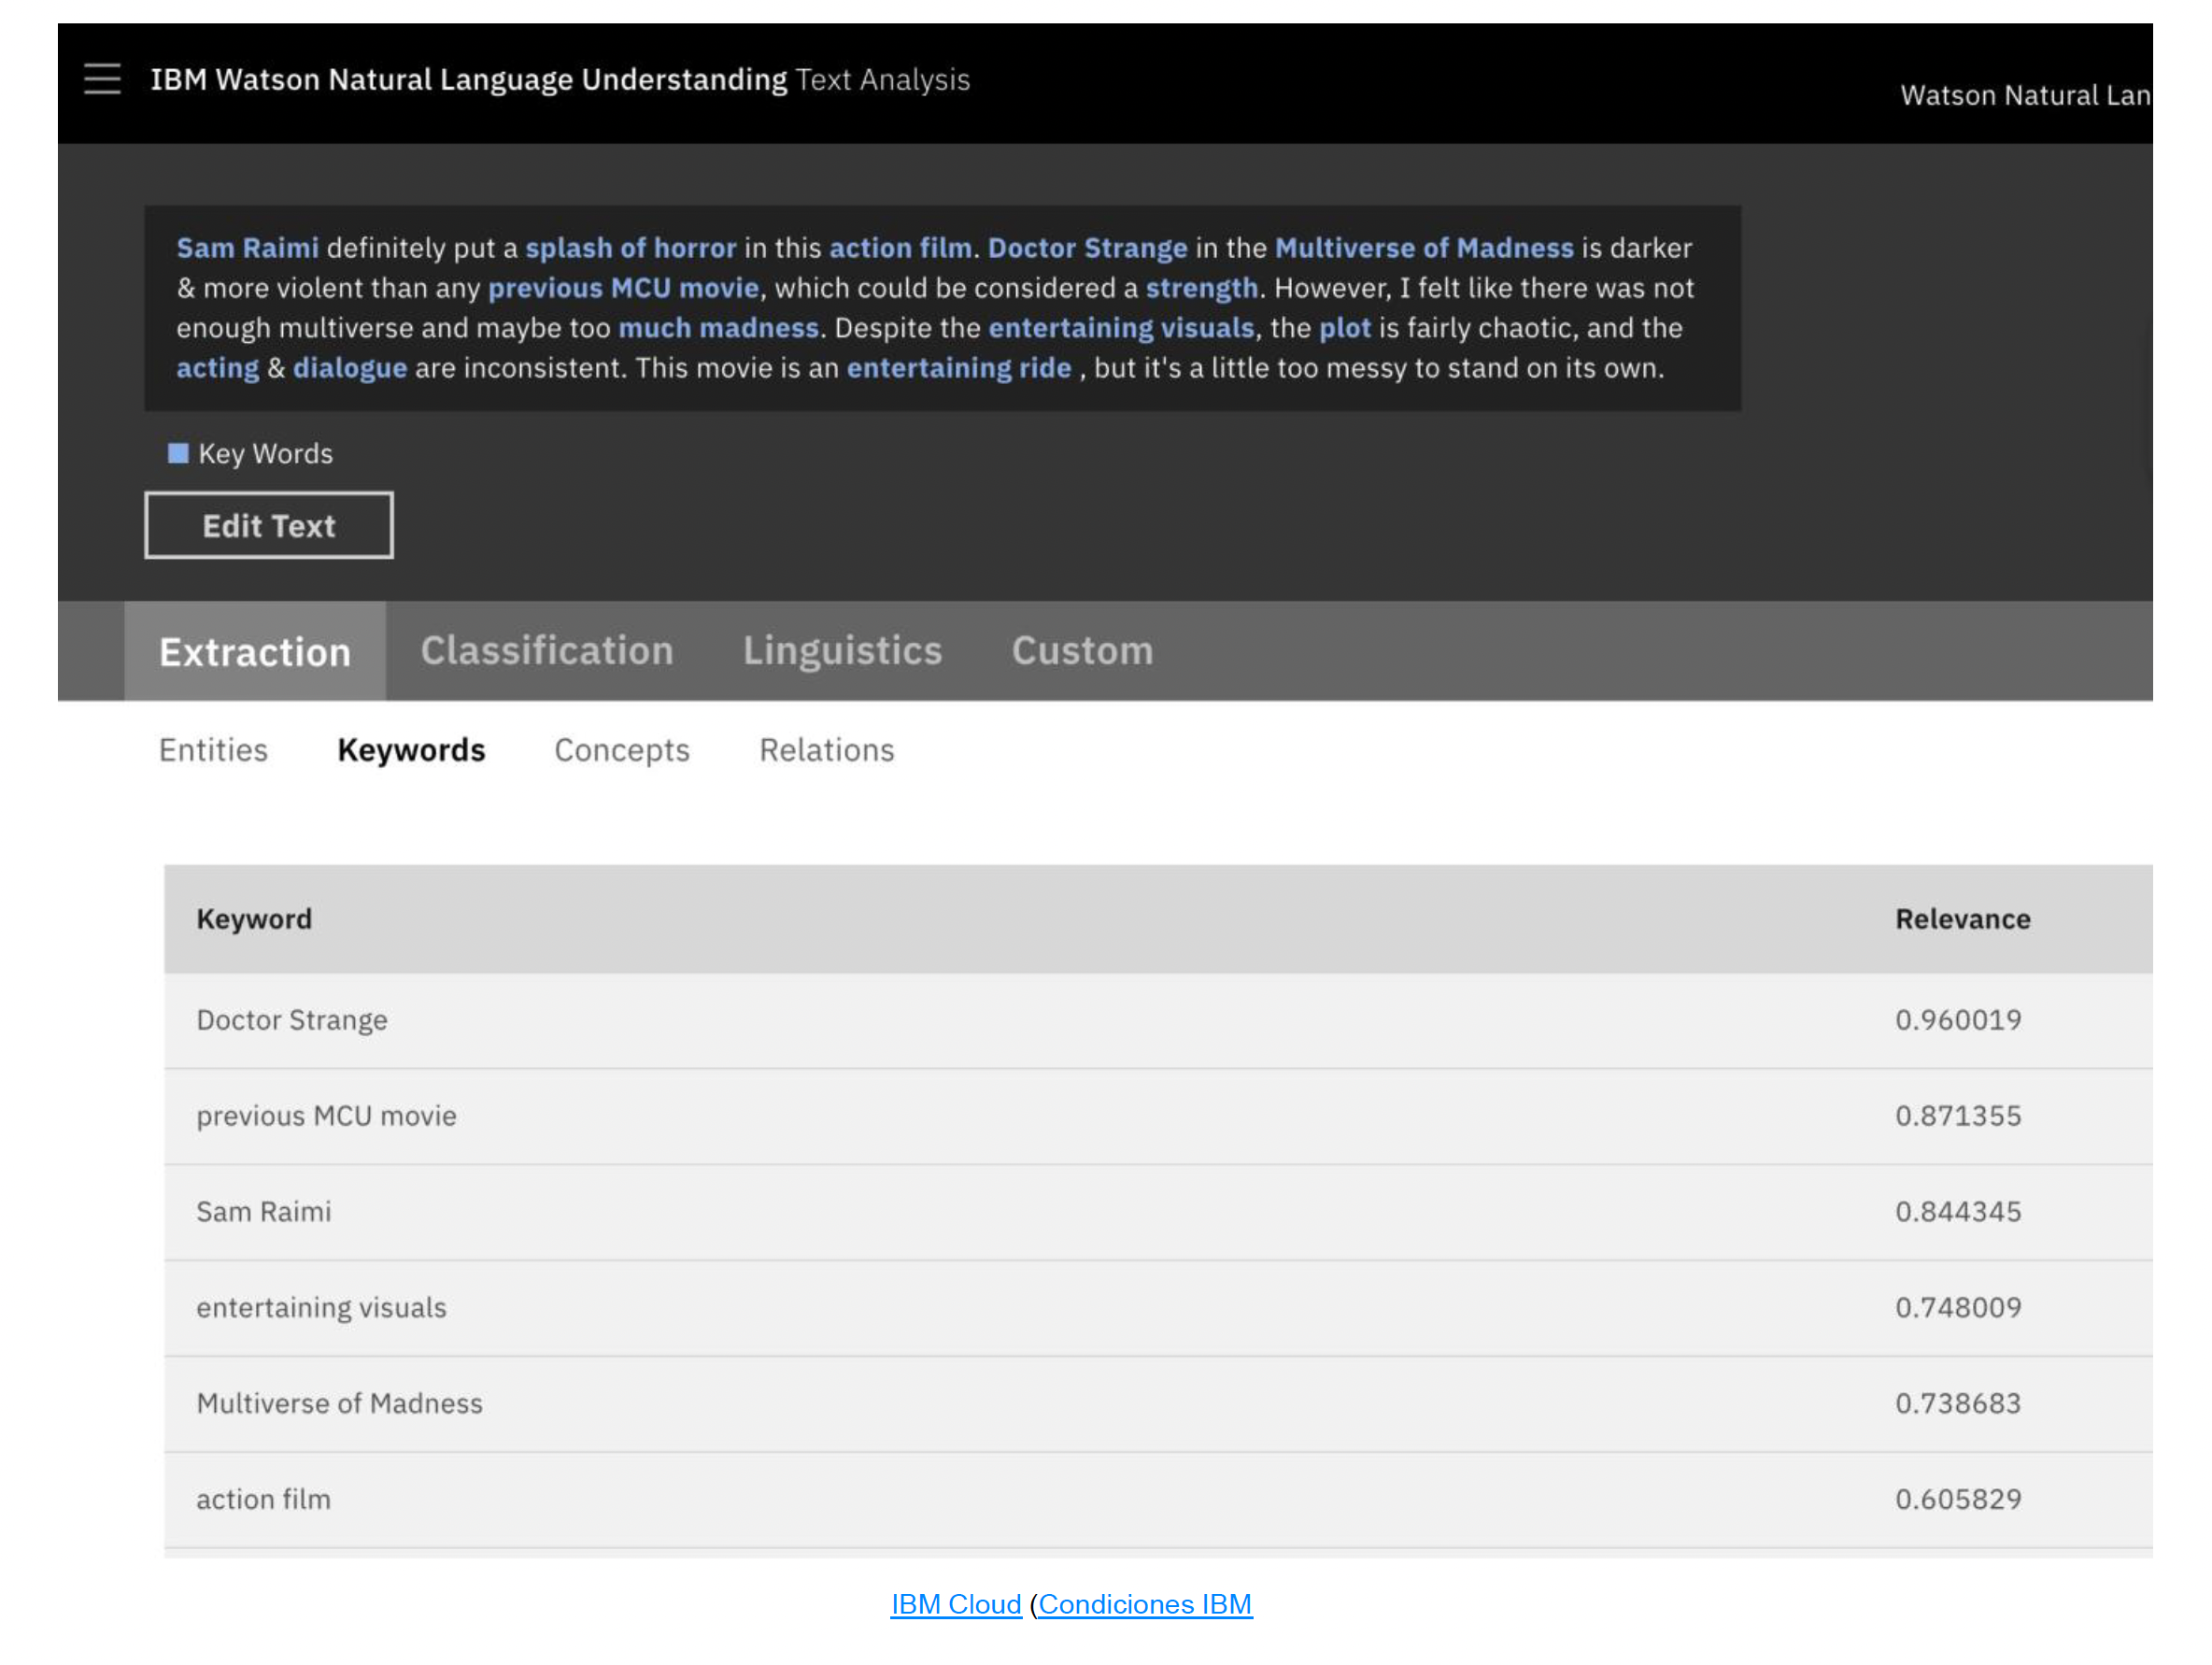 IBM Watson Natural Language Understanding Text Analysis
Watson Natural Lan
Sam Raimi definitely put a splash of horror in this action film. Doctor Strange in the Multiverse of Madness is darker
& more violent than any previous MCU movie, which could be considered a strength. However, I felt like there was not
enough multiverse and maybe too much madness. Despite the entertaining visuals, the plot is fairly chaotic, and the
acting & dialogue are inconsistent. This movie is an entertaining ride , but it's a little too messy to stand on its own.
Key Words
Edit Text
Extraction Classification Linguistics Custom
Entities Keywords Concepts Relations
Keyword Relevance
Doctor Strange 0.960019
previous MCU movie 0.871355
Sam Raimi 0.844345
entertaining visuals 0.748009
Multiverse of Madness 0.738683
action film 0.605829
IBM Cloud (Condiciones IBM